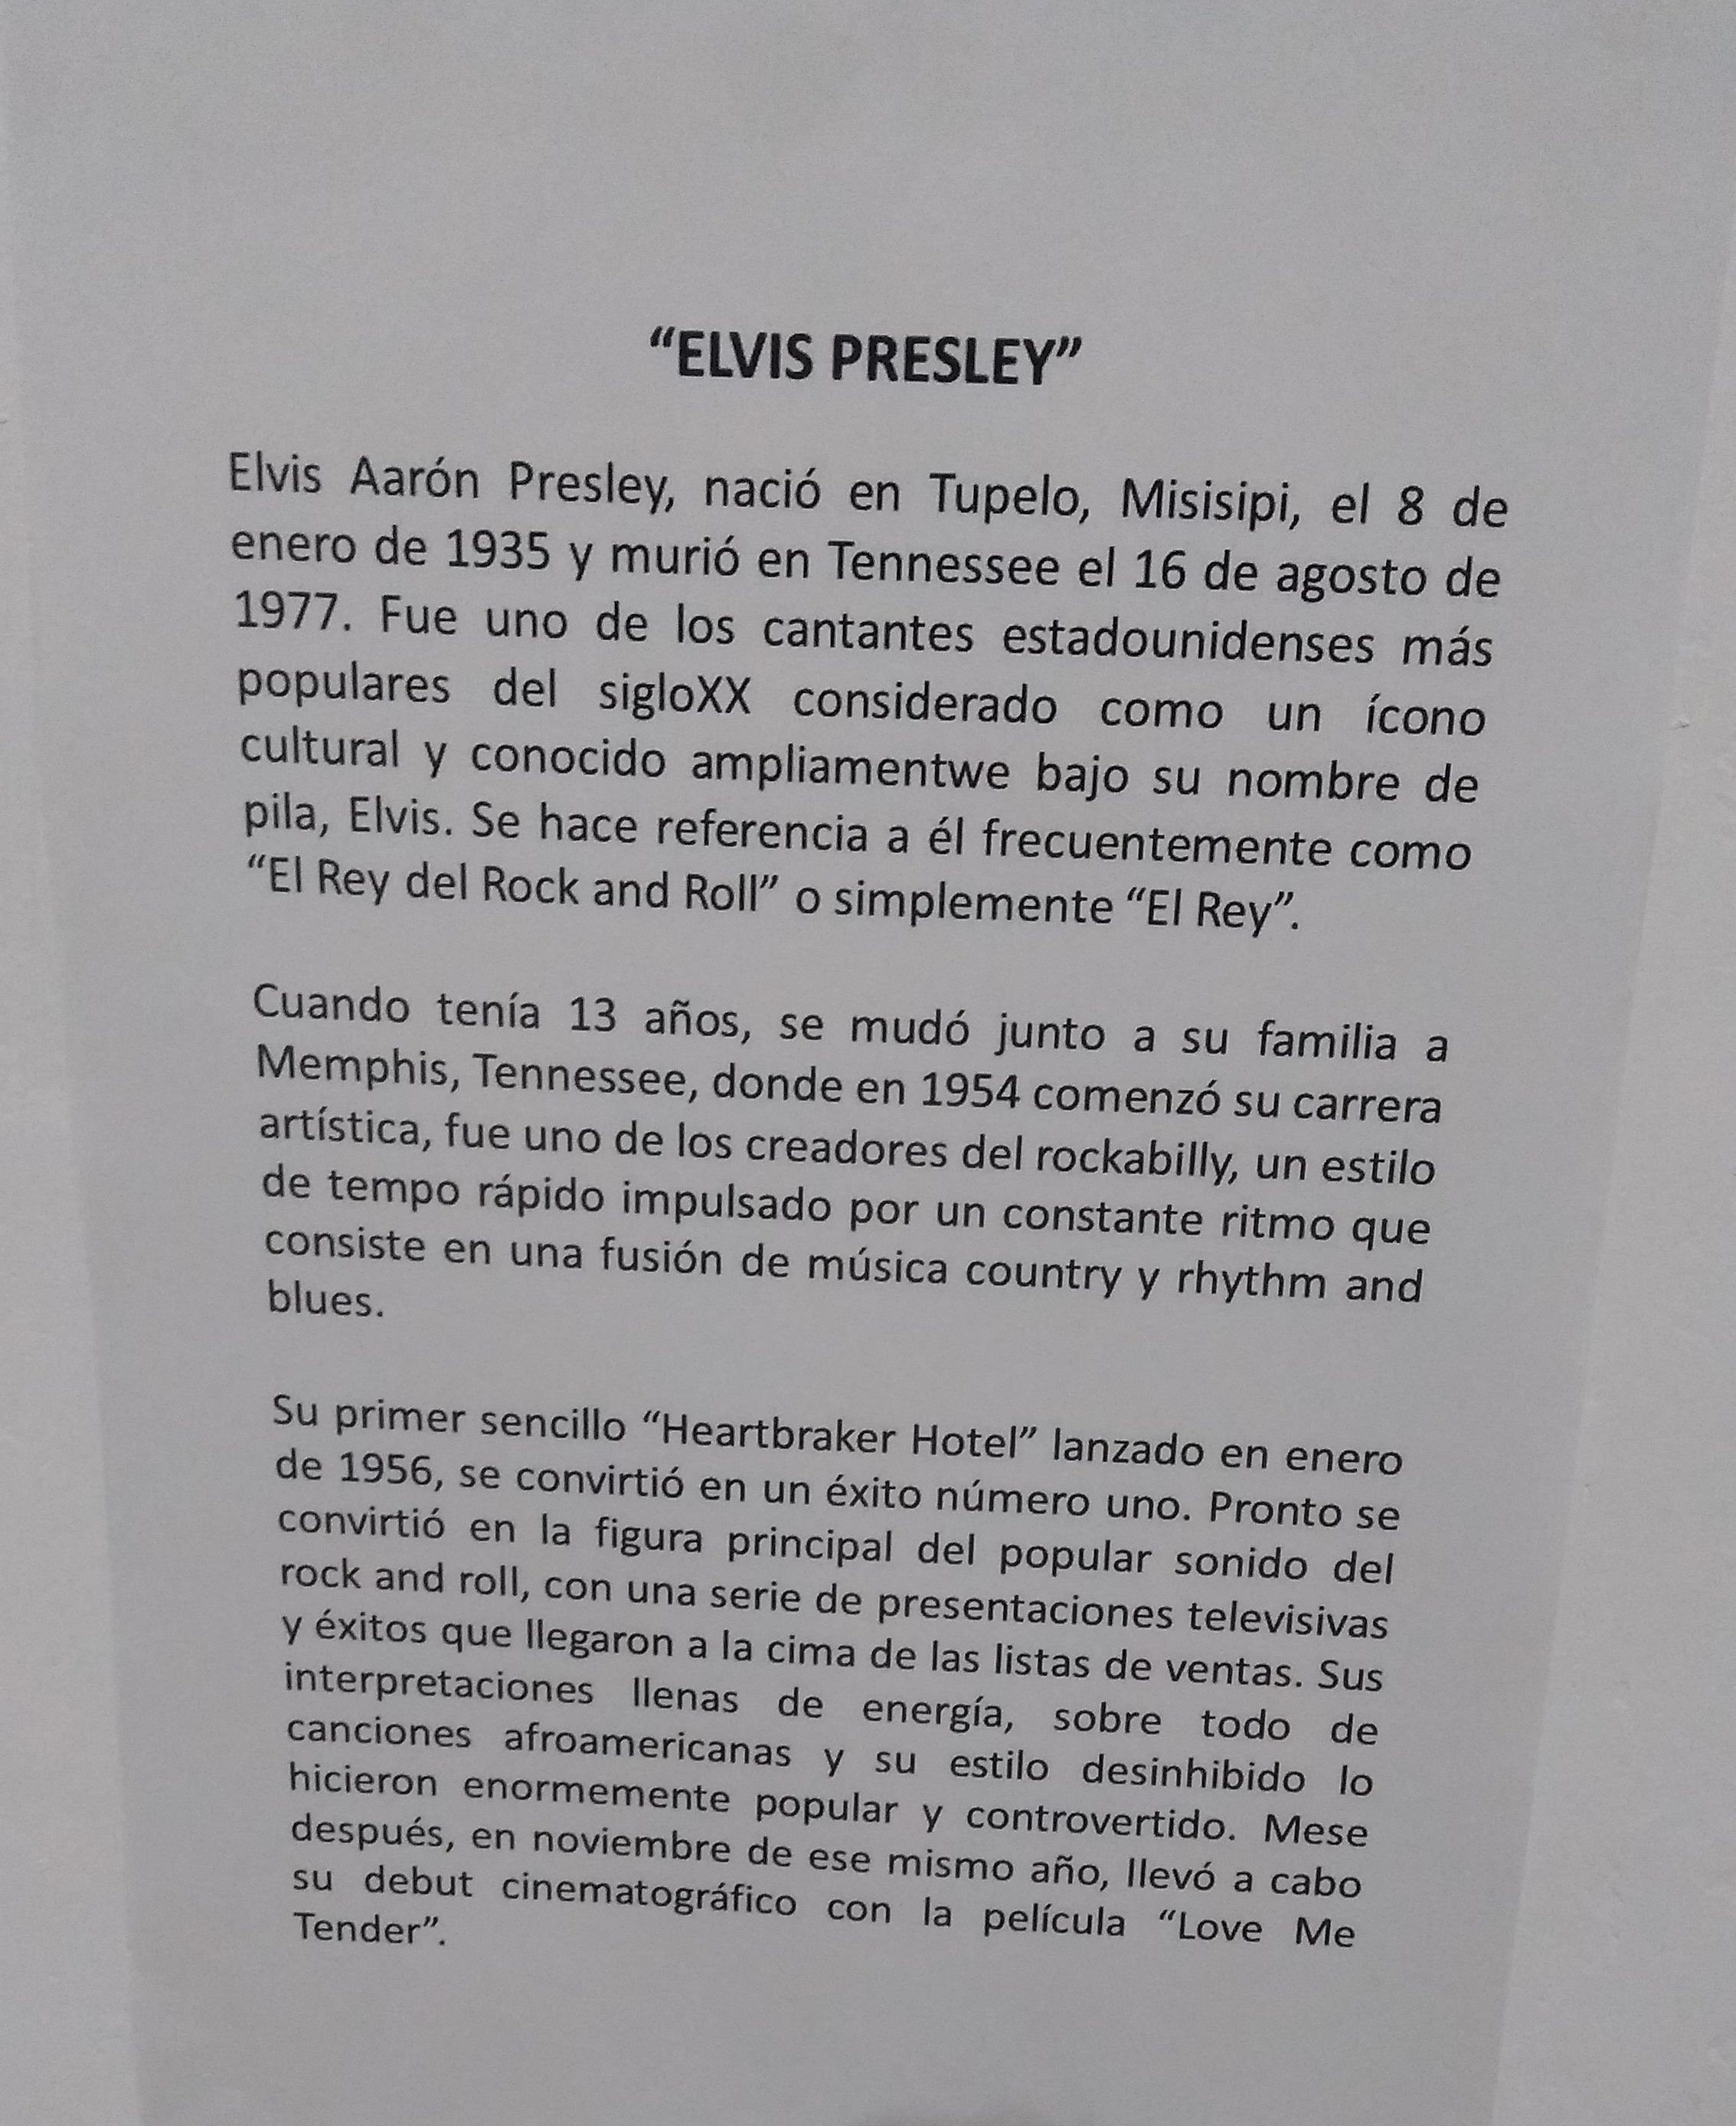 “ELVIS PRESLEY”
Elvis Aarón Presley, nació en Tupelo, Misisipi, el 8 de
enero de 1935 y murió en Tennessee el 16 de agosto de
1977. Fue uno de los cantantes estadounidenses más
populares del sigloXX considerado como un ícono
cultural y conocido ampliamentwe bajo su nombre de
pila, Elvis. Se hace referencia a él frecuentemente como
“El Rey del Rock and Roll” o simplemente “El Rey”.
Cuando tenía 13 años, se mudó junto a su familia a
Memphis, Tennessee, donde en 1954 comenzó su carrera
artística, fue uno de los creadores del rockabilly, un estilo
de tempo rápido impulsado por un constante ritmo que
consiste en una fusión de música country y rhythm and
blues.
Su primer sencillo “Heartbraker Hotel” lanzado en enero
de 1956, se convirtió en un éxito número uno. Pronto se
convirtió en la figura principal del popular sonido del
rock and roll, con una serie de presentaciones televisivas
y éxitos que llegaron a la cima de las listas de ventas. Sus
interpretaciones llenas de energía, sobre todo de
canciones afroamericanas y su estilo desinhibido lo
hicieron enormemente popular y controvertido. Mese
después, en noviembre de ese mismo año, llevó a cabo
su debut cinematográfico con la película “Love Me
Tender”.